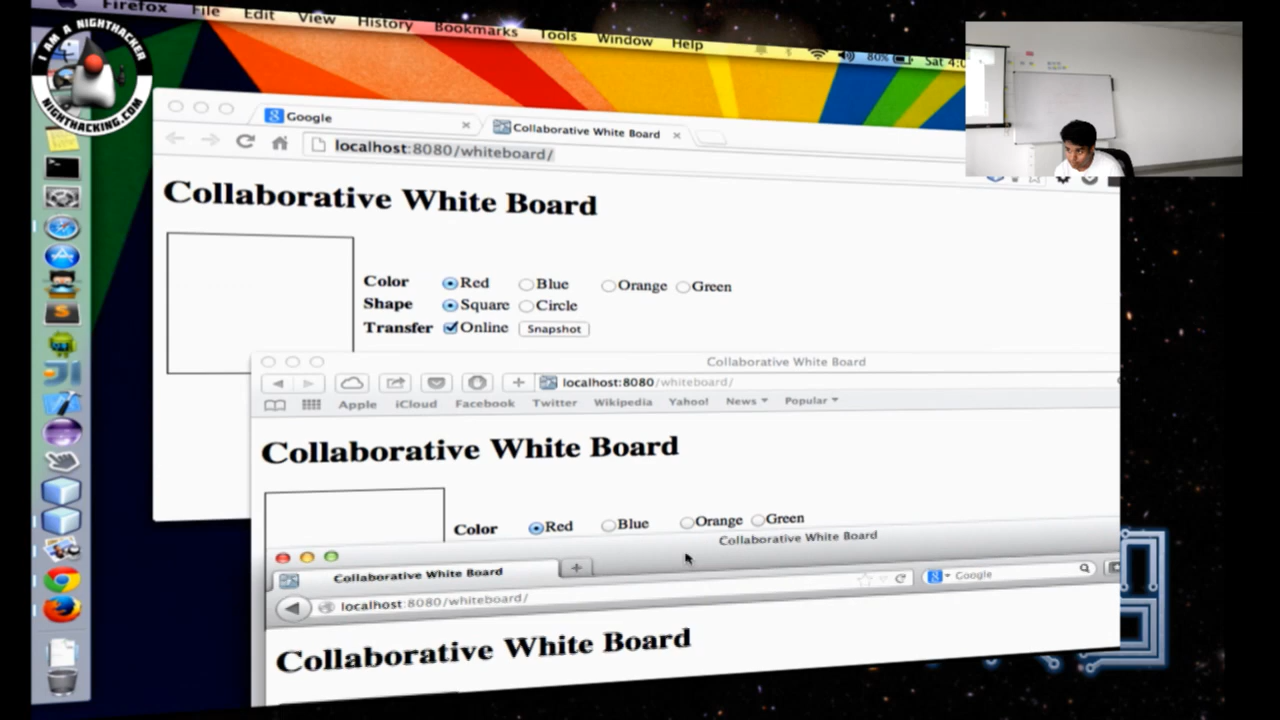 Firefox File Edit View History Bookmarks Tools Window Help 80% Sat 4:0
I AM A NIGHTHACKER
NIGHTHACKING.COM
Google
Collaborative White Board
localhost:8080/whiteboard/
Collaborative White Board
Color Red Blue Orange Green
Shape Square Circle
Transfer Online Snapshot
Collaborative White Board
localhost:8080/whiteboard/
Apple iCloud Facebook Twitter Wikipedia Yahoo! News Popular
Collaborative White Board
Color Red Blue Orange Green
Collaborative White Board
Collaborative White Board
localhost:8080/whiteboard/
Google
Collaborative White Board